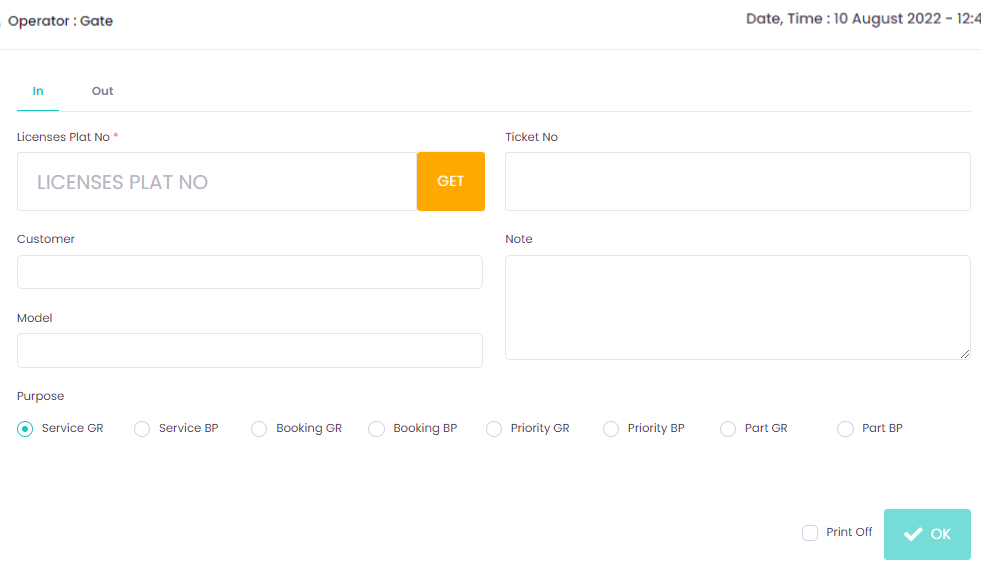 Operator : Gate
Date, Time : 10 August 2022 - 12:4
In
Out
Licenses Plat No *
LICENSES PLAT NO
GET
Ticket No
Customer
Note
Model
Purpose
Service GR
Service BP
Booking GR
Booking BP
Priority GR
Priority BP
Part GR
Part BP
Print Off
OK